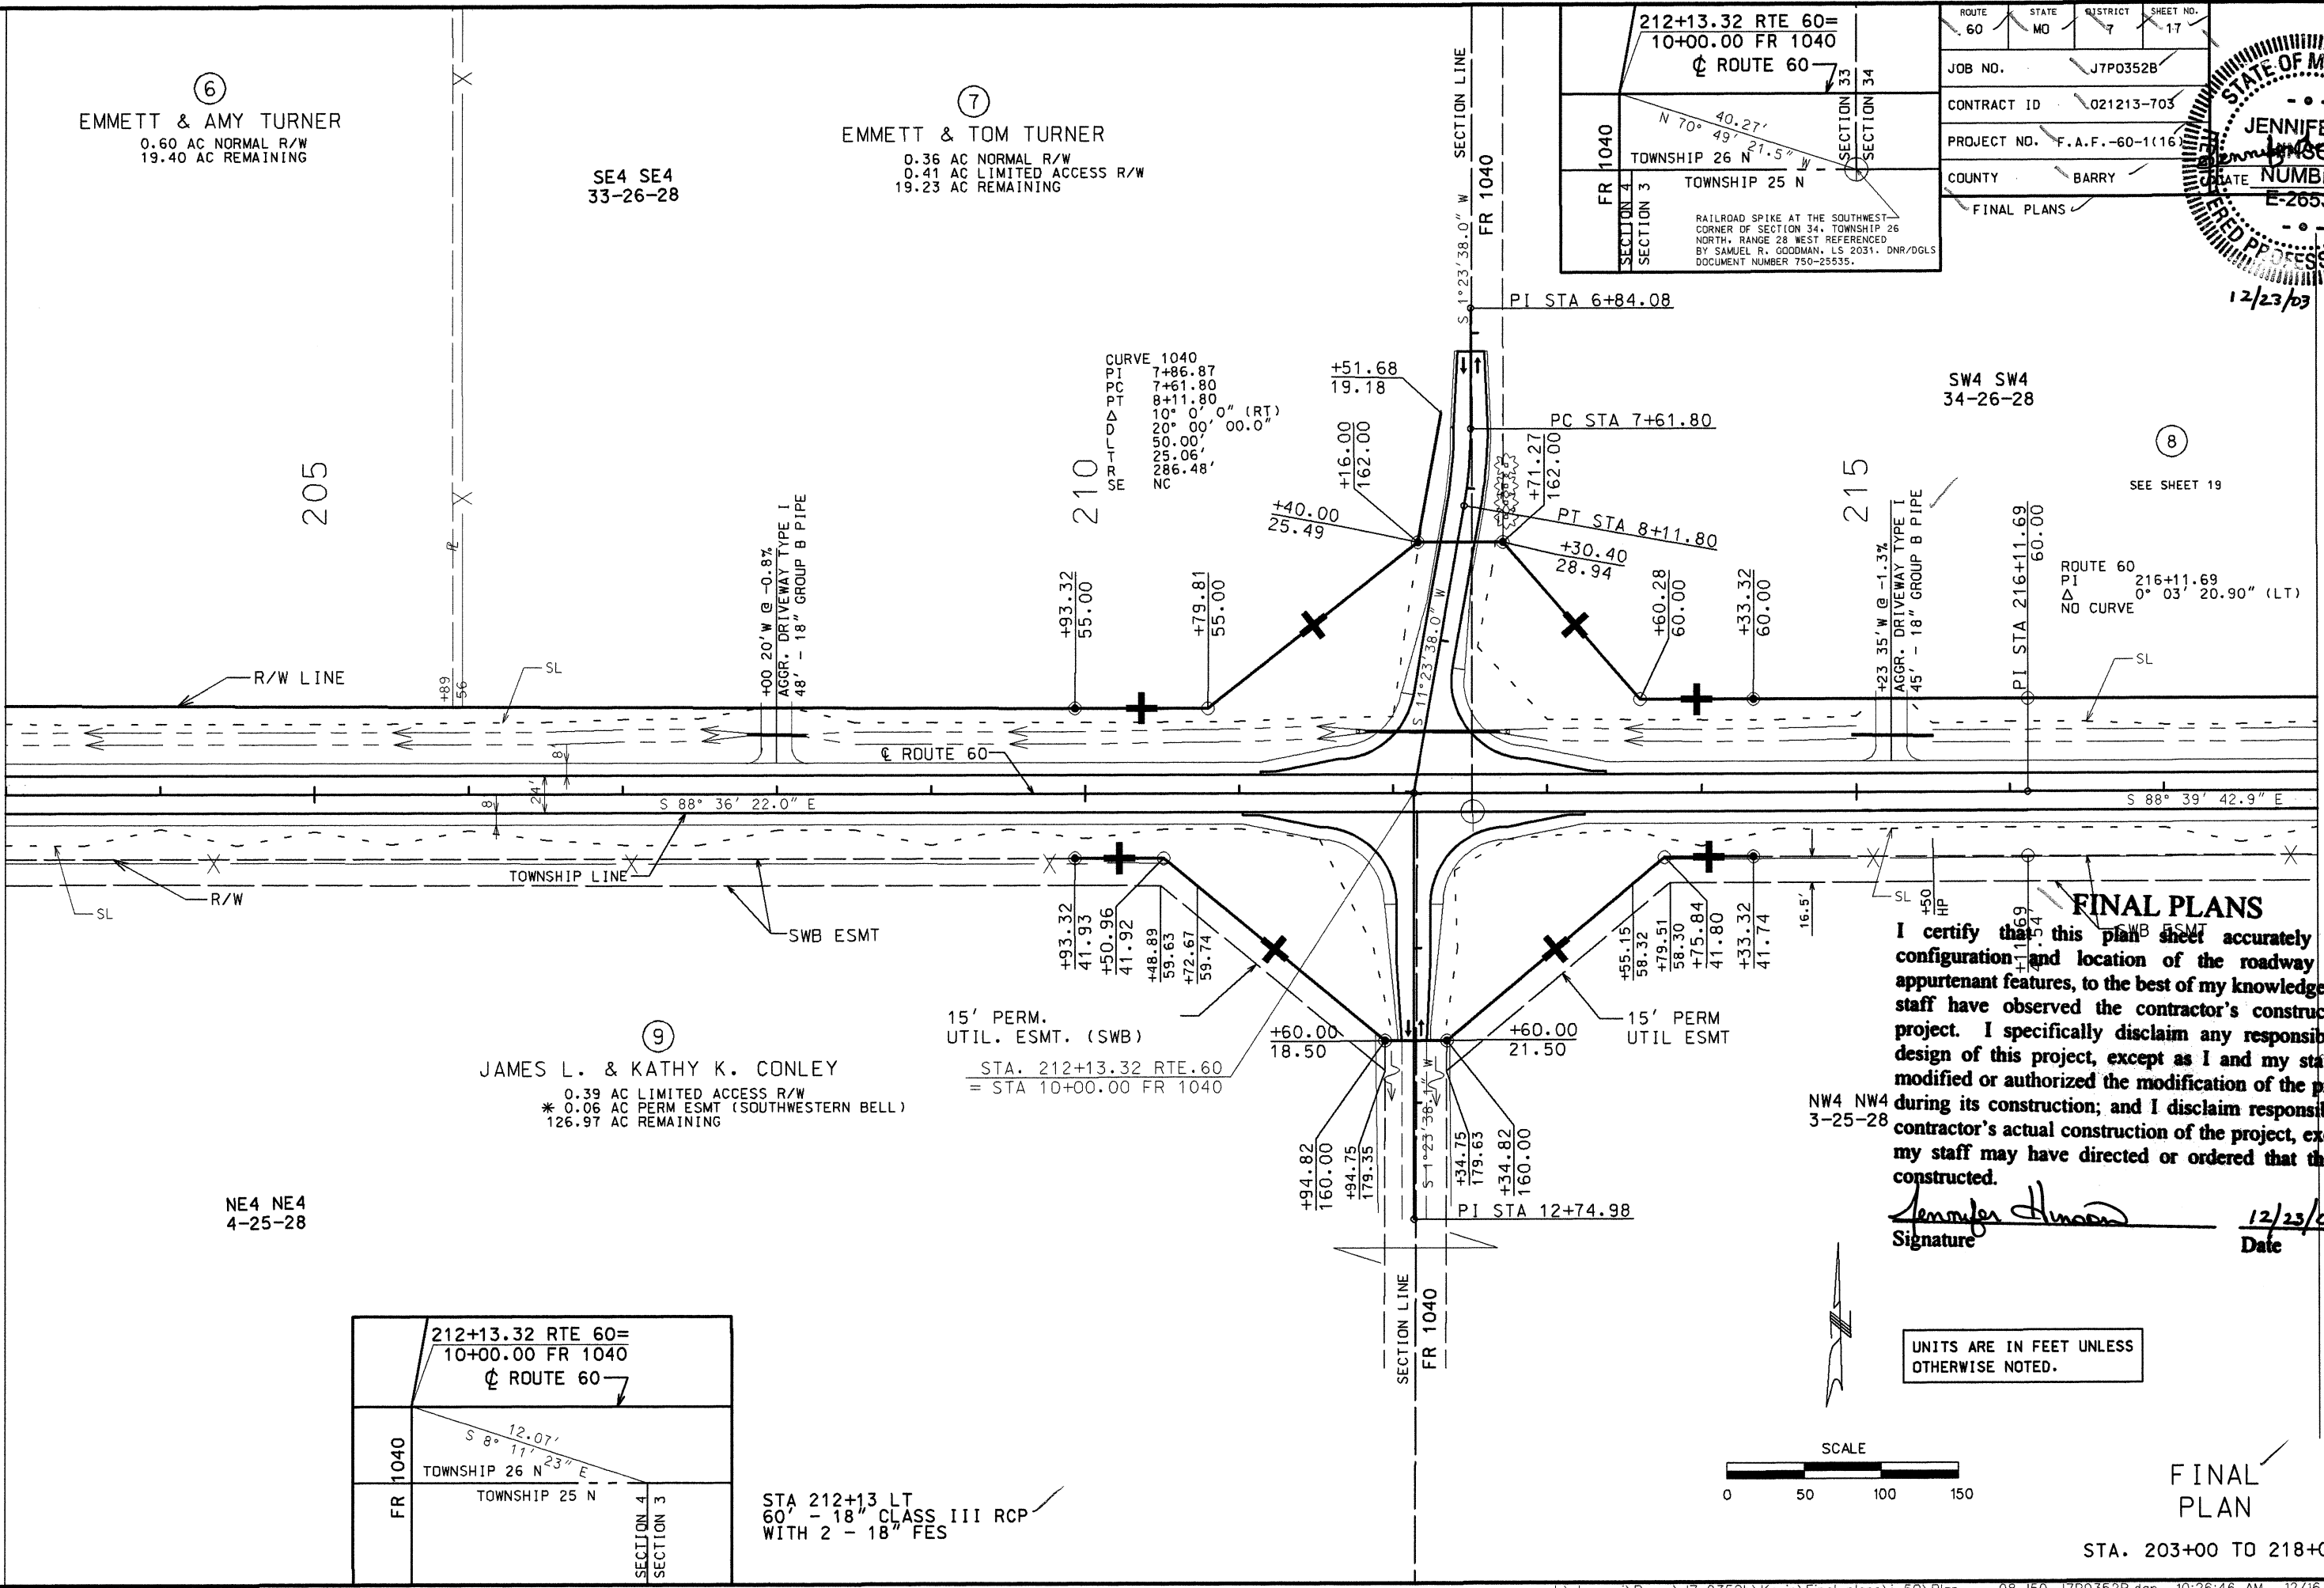 6
EMMETT & AMY TURNER
0.60 AC NORMAL R/W
19.40 AC REMAINING
7
EMMETT & TOM TURNER
0.36 AC NORMAL R/W
0.41 AC LIMITED ACCESS R/W
19.23 AC REMAINING
SE4 SE4
33-26-28
SECTION LINE
FR 1040
S 1°23'38.0" W
212+13.32 RTE 60=
10+00.00 FR 1040
℄ ROUTE 60
SECTION 33
SECTION 34
40.27'
N 70° 49' 21.5" W
FR 1040
TOWNSHIP 26 N
TOWNSHIP 25 N
SECTION 4
SECTION 3
RAILROAD SPIKE AT THE SOUTHWEST
CORNER OF SECTION 34, TOWNSHIP 26
NORTH, RANGE 28 WEST REFERENCED
BY SAMUEL R. GOODMAN, LS 2031. DNR/DGLS
DOCUMENT NUMBER 750-25535.
ROUTE STATE DISTRICT SHEET NO.
60 MO 7 17
JOB NO. J7P0352B
CONTRACT ID 021213-703
PROJECT NO. F.A.F.-60-1(16)
COUNTY BARRY
FINAL PLANS
STATE OF M
JENNIFE
NUMB
E-265
12/23/03
PI STA 6+84.08
CURVE 1040
PI 7+86.87
PC 7+61.80
PT 8+11.80
Δ 10° 0' 0" (RT)
D 20° 00' 00.0"
L 50.00'
T 25.06'
R 286.48'
SE NC
+51.68
19.18
PC STA 7+61.80
+16.00
162.00
+71.27
162.00
+40.00
25.49
PT STA 8+11.80
+30.40
28.94
SW4 SW4
34-26-28
8
SEE SHEET 19
205
210
215
+00 20'W @ -0.8%
AGGR. DRIVEWAY TYPE I
48' - 18" GROUP B PIPE
+93.32
55.00
+79.81
55.00
+60.28
60.00
+33.32
60.00
+23 35'W @ -1.3%
AGGR. DRIVEWAY TYPE I
45' - 18" GROUP B PIPE
PI STA 216+11.69
60.00
ROUTE 60
PI 216+11.69
Δ 0° 03' 20.90" (LT)
NO CURVE
R/W LINE
+89
56
SL
SL
S 11°23'38.0" W
℄ ROUTE 60
8'
24'
8'
S 88° 36' 22.0" E
S 88° 39' 42.9" E
TOWNSHIP LINE
R/W
SL
SWB ESMT
+93.32
41.93
+50.96
41.92
+48.89
59.63
+72.67
59.74
+55.15
58.32
+79.51
58.30
+75.84
41.80
+33.32
41.74
16.5'
SL
+50
HP
SWB ESMT
15' PERM.
UTIL. ESMT. (SWB)
15' PERM
UTIL ESMT
+60.00
18.50
+60.00
21.50
STA. 212+13.32 RTE.60
= STA 10+00.00 FR 1040
9
JAMES L. & KATHY K. CONLEY
0.39 AC LIMITED ACCESS R/W
* 0.06 AC PERM ESMT (SOUTHWESTERN BELL)
126.97 AC REMAINING
NE4 NE4
4-25-28
+94.82
160.00
+94.75
179.35
S 1°23'38.1" W
+34.75
179.63
+34.82
160.00
PI STA 12+74.98
SECTION LINE
FR 1040
NW4 NW4
3-25-28
FINAL PLANS
I certify that this plan sheet accurately
configuration and location of the roadway
appurtenant features, to the best of my knowledge
staff have observed the contractor's construc
project. I specifically disclaim any responsib
design of this project, except as I and my sta
modified or authorized the modification of the p
during its construction; and I disclaim responsi
contractor's actual construction of the project, ex
my staff may have directed or ordered that th
constructed.
Jennifer Hinson 12/23/
Signature Date
212+13.32 RTE 60=
10+00.00 FR 1040
℄ ROUTE 60
12.07'
S 8° 11' 23" E
FR 1040
TOWNSHIP 26 N
TOWNSHIP 25 N
SECTION 4
SECTION 3
STA 212+13 LT
60' - 18" CLASS III RCP
WITH 2 - 18" FES
UNITS ARE IN FEET UNLESS
OTHERWISE NOTED.
SCALE
0 50 100 150
FINAL
PLAN
STA. 203+00 TO 218+0